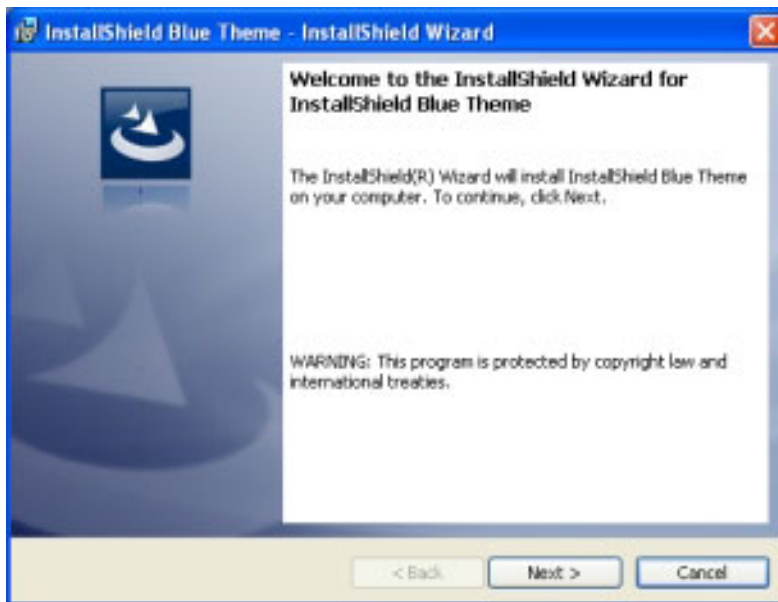 InstallShield Blue Theme - InstallShield Wizard
Welcome to the InstallShield Wizard for
InstallShield Blue Theme
The InstallShield(R) Wizard will install InstallShield Blue Theme
on your computer. To continue, click Next.
WARNING: This program is protected by copyright law and
international treaties.
< Back
Next >
Cancel